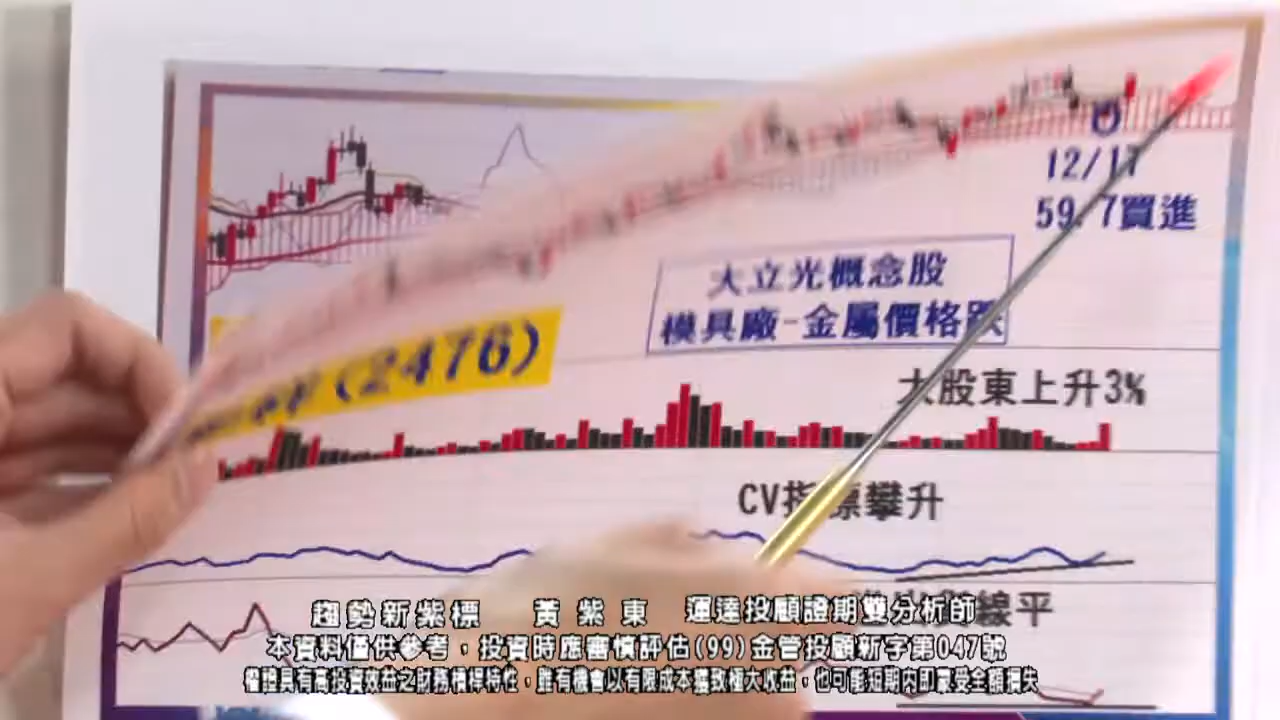 12/17
59.7買進
大立光概念股
模具廠-金屬價格跌
(2476)
大股東上升3%
CV指標攀升
線平
趨勢新紫標 黃紫東 運達投顧證期雙分析師
本資料僅供參考，投資時應審慎評估(99)金管投顧新字第047號
權證具有高投資效益之財務槓桿特性，雖有機會以有限成本獲致極大收益，也可能短期內即蒙受全額損失